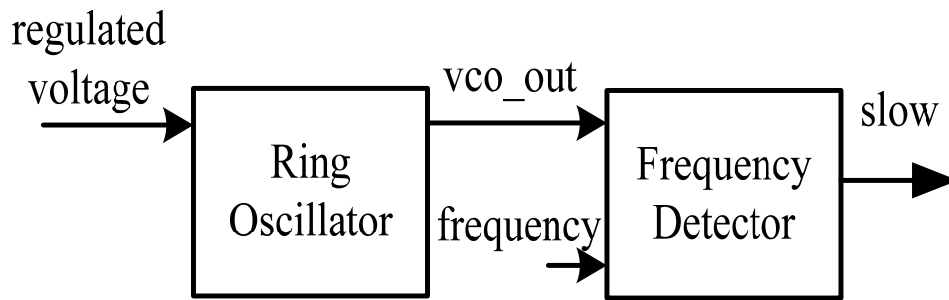 regulated
voltage
Ring
Oscillator
vco_out
frequency
Frequency
Detector
slow